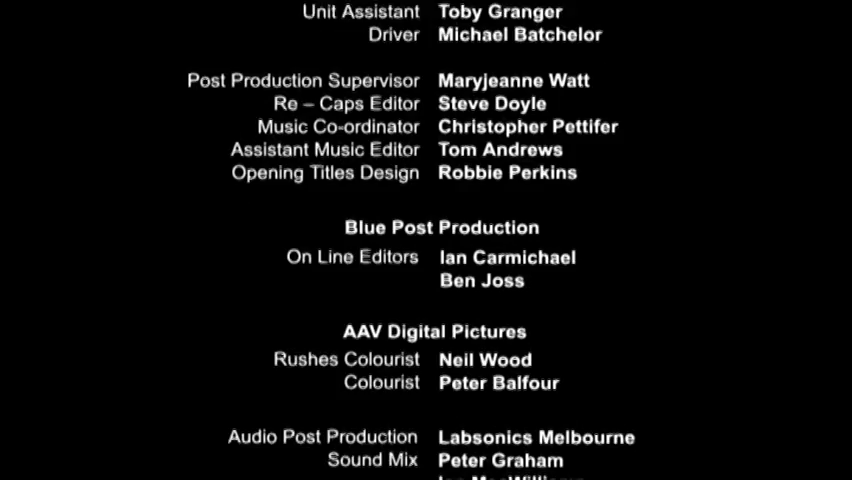 Unit Assistant Toby Granger
Driver Michael Batchelor
Post Production Supervisor Maryjeanne Watt
Re – Caps Editor Steve Doyle
Music Co-ordinator Christopher Pettifer
Assistant Music Editor Tom Andrews
Opening Titles Design Robbie Perkins
Blue Post Production
On Line Editors Ian Carmichael
Ben Joss
AAV Digital Pictures
Rushes Colourist Neil Wood
Colourist Peter Balfour
Audio Post Production Labsonics Melbourne
Sound Mix Peter Graham